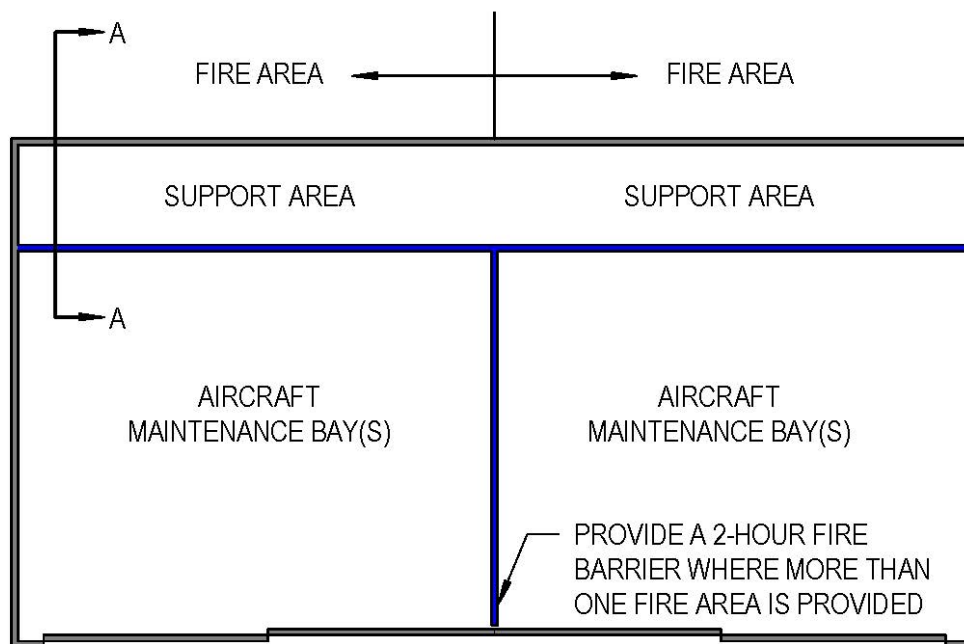 A
FIRE AREA
FIRE AREA
SUPPORT AREA
SUPPORT AREA
A
AIRCRAFT
MAINTENANCE BAY(S)
AIRCRAFT
MAINTENANCE BAY(S)
PROVIDE A 2-HOUR FIRE
BARRIER WHERE MORE THAN
ONE FIRE AREA IS PROVIDED